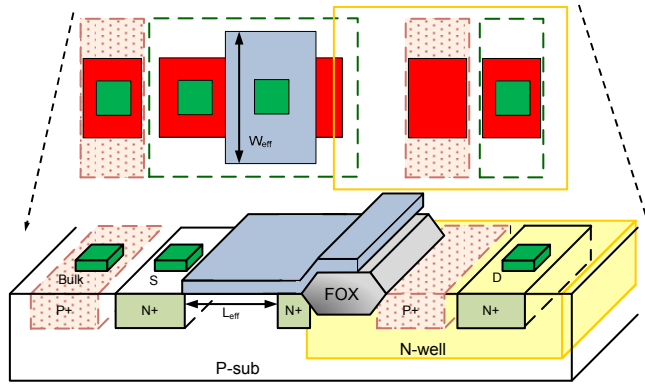 Weff
Bulk
S
D
P+
N+
Leff
N+
FOX
P+
N+
N-well
P-sub